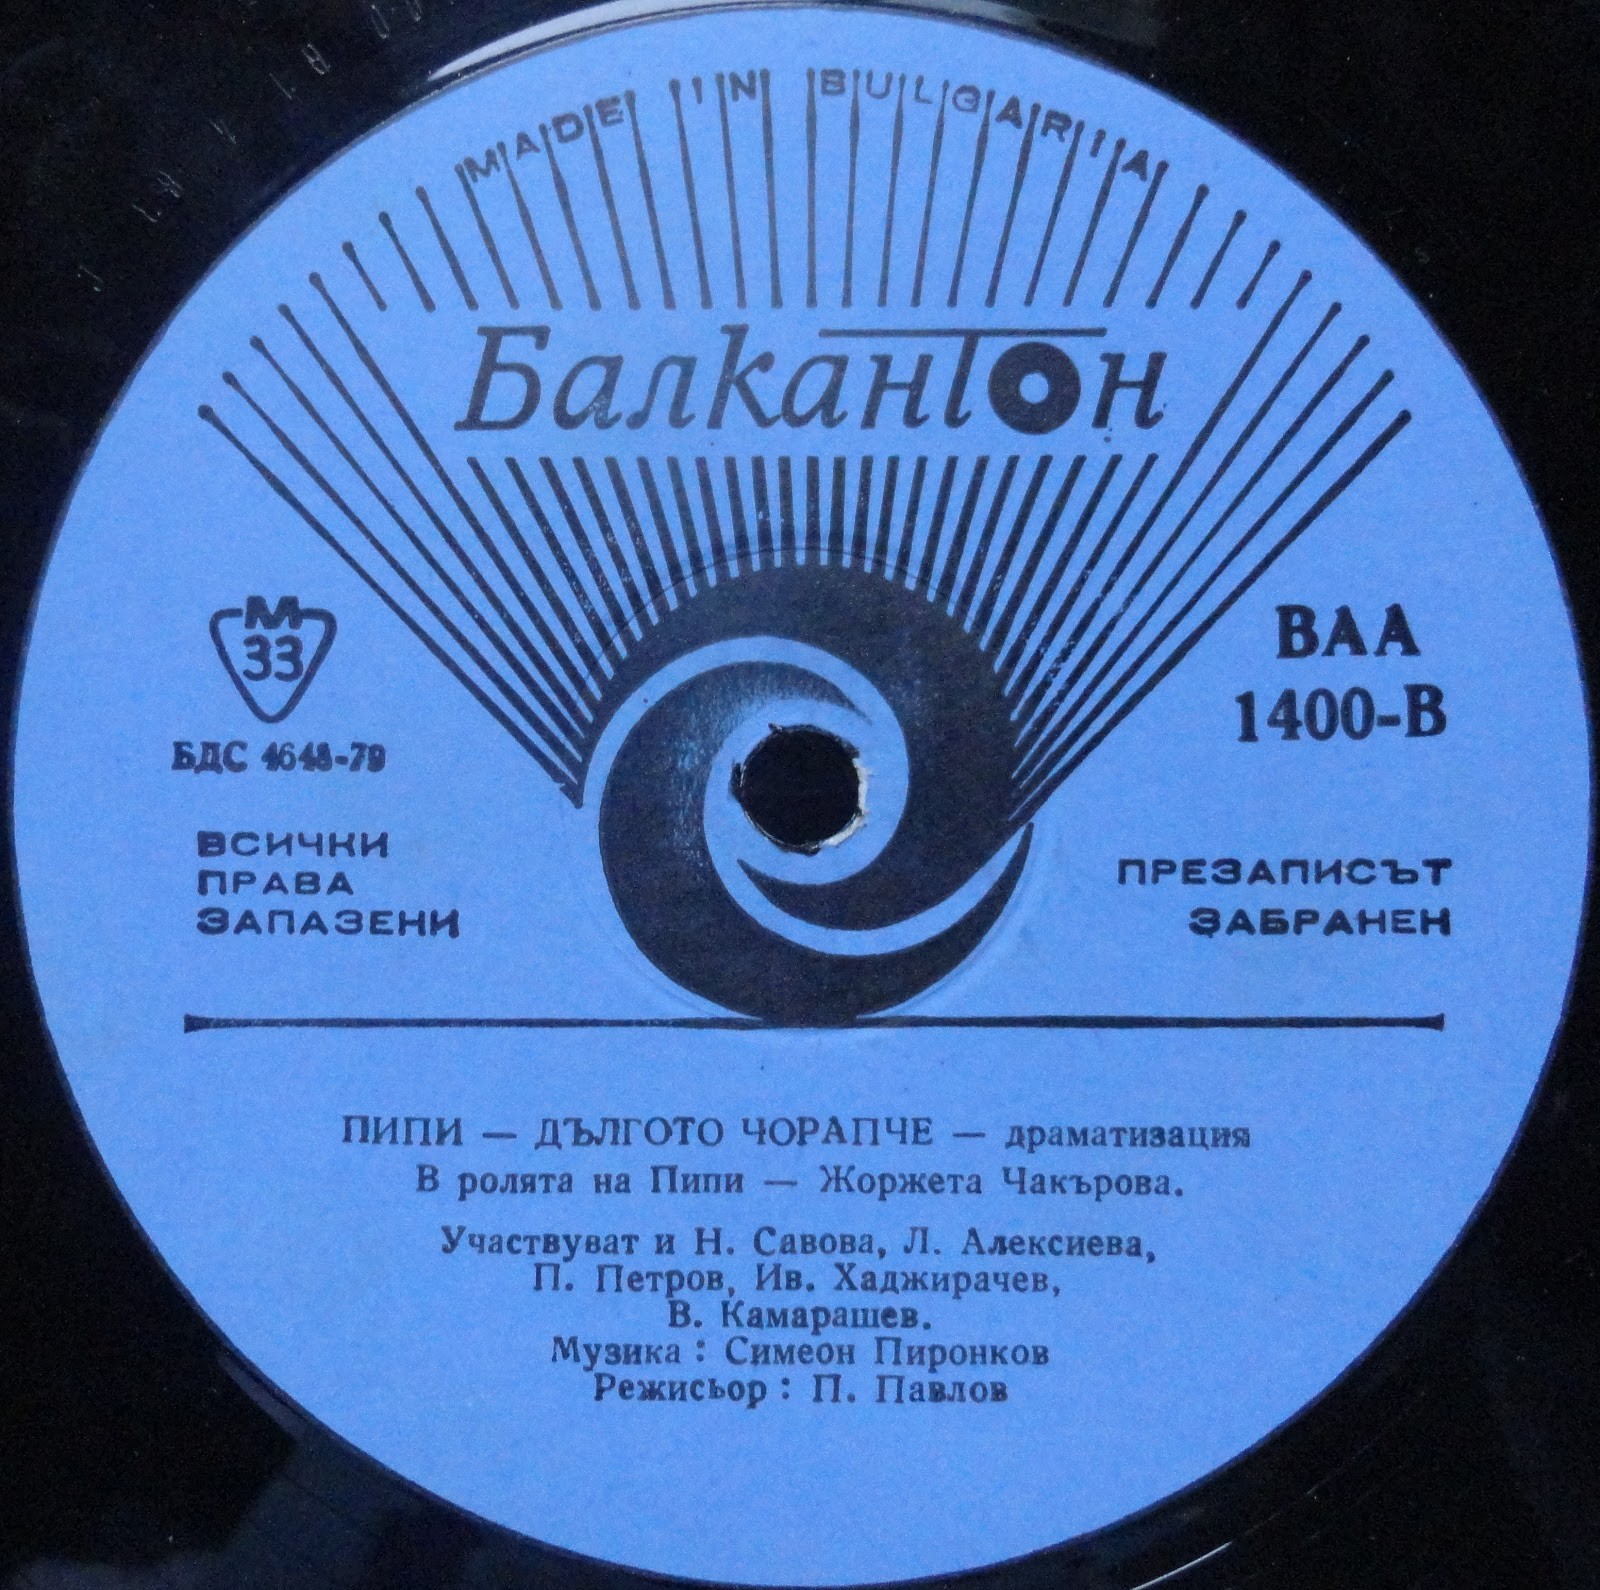 MADE IN BULGARIA
Балкантон
М
33
БДС 4648-79
ВСИЧКИ
ПРАВА
ЗАПАЗЕНИ
ВАА
1400-В
ПРЕЗАПИСЪТ
ЗАБРАНЕН
ПИПИ — ДЪЛГОТО ЧОРАПЧЕ — драматизация
В ролята на Пипи — Жоржета Чакърова.
Участвуват и Н. Савова, Л. Алексиева,
П. Петров, Ив. Хаджирачев,
В. Камарашев.
Музика : Симеон Пиронков
Режисьор : П. Павлов